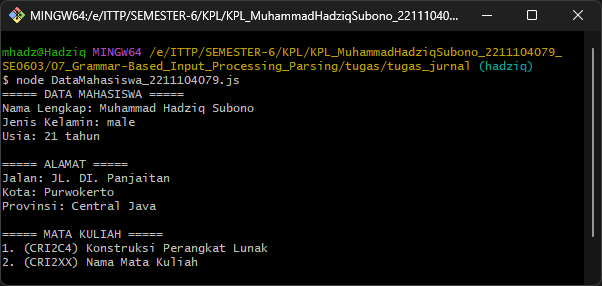 MINGW64:/e/ITTP/SEMESTER-6/KPL/KPL_MuhammadHadziqSubono_22111040...
mhadz@Hadziq MINGW64 /e/ITTP/SEMESTER-6/KPL/KPL_MuhammadHadziqSubono_2211104079_
SE0603/07_Grammar-Based_Input_Processing_Parsing/tugas/tugas_jurnal (hadziq)
$ node DataMahasiswa_2211104079.js
===== DATA MAHASISWA =====
Nama Lengkap: Muhammad Hadziq Subono
Jenis Kelamin: male
Usia: 21 tahun
===== ALAMAT =====
Jalan: JL. DI. Panjaitan
Kota: Purwokerto
Provinsi: Central Java
===== MATA KULIAH =====
1. (CRI2C4) Konstruksi Perangkat Lunak
2. (CRI2XX) Nama Mata Kuliah